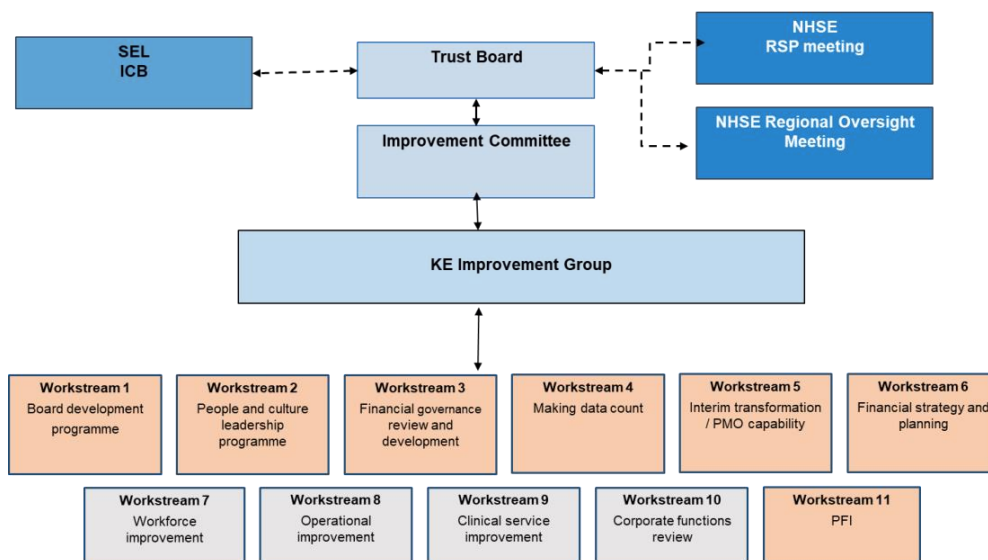 SEL
ICB
Trust Board
NHSE
RSP meeting
NHSE Regional Oversight
Meeting
Improvement Committee
KE Improvement Group
Workstream 1
Board development
programme
Workstream 2
People and culture
leadership
programme
Workstream 3
Financial governance
review and
development
Workstream 4
Making data count
Workstream 5
Interim transformation
/ PMO capability
Workstream 6
Financial strategy and
planning
Workstream 7
Workforce
improvement
Workstream 8
Operational
improvement
Workstream 9
Clinical service
improvement
Workstream 10
Corporate functions
review
Workstream 11
PFI